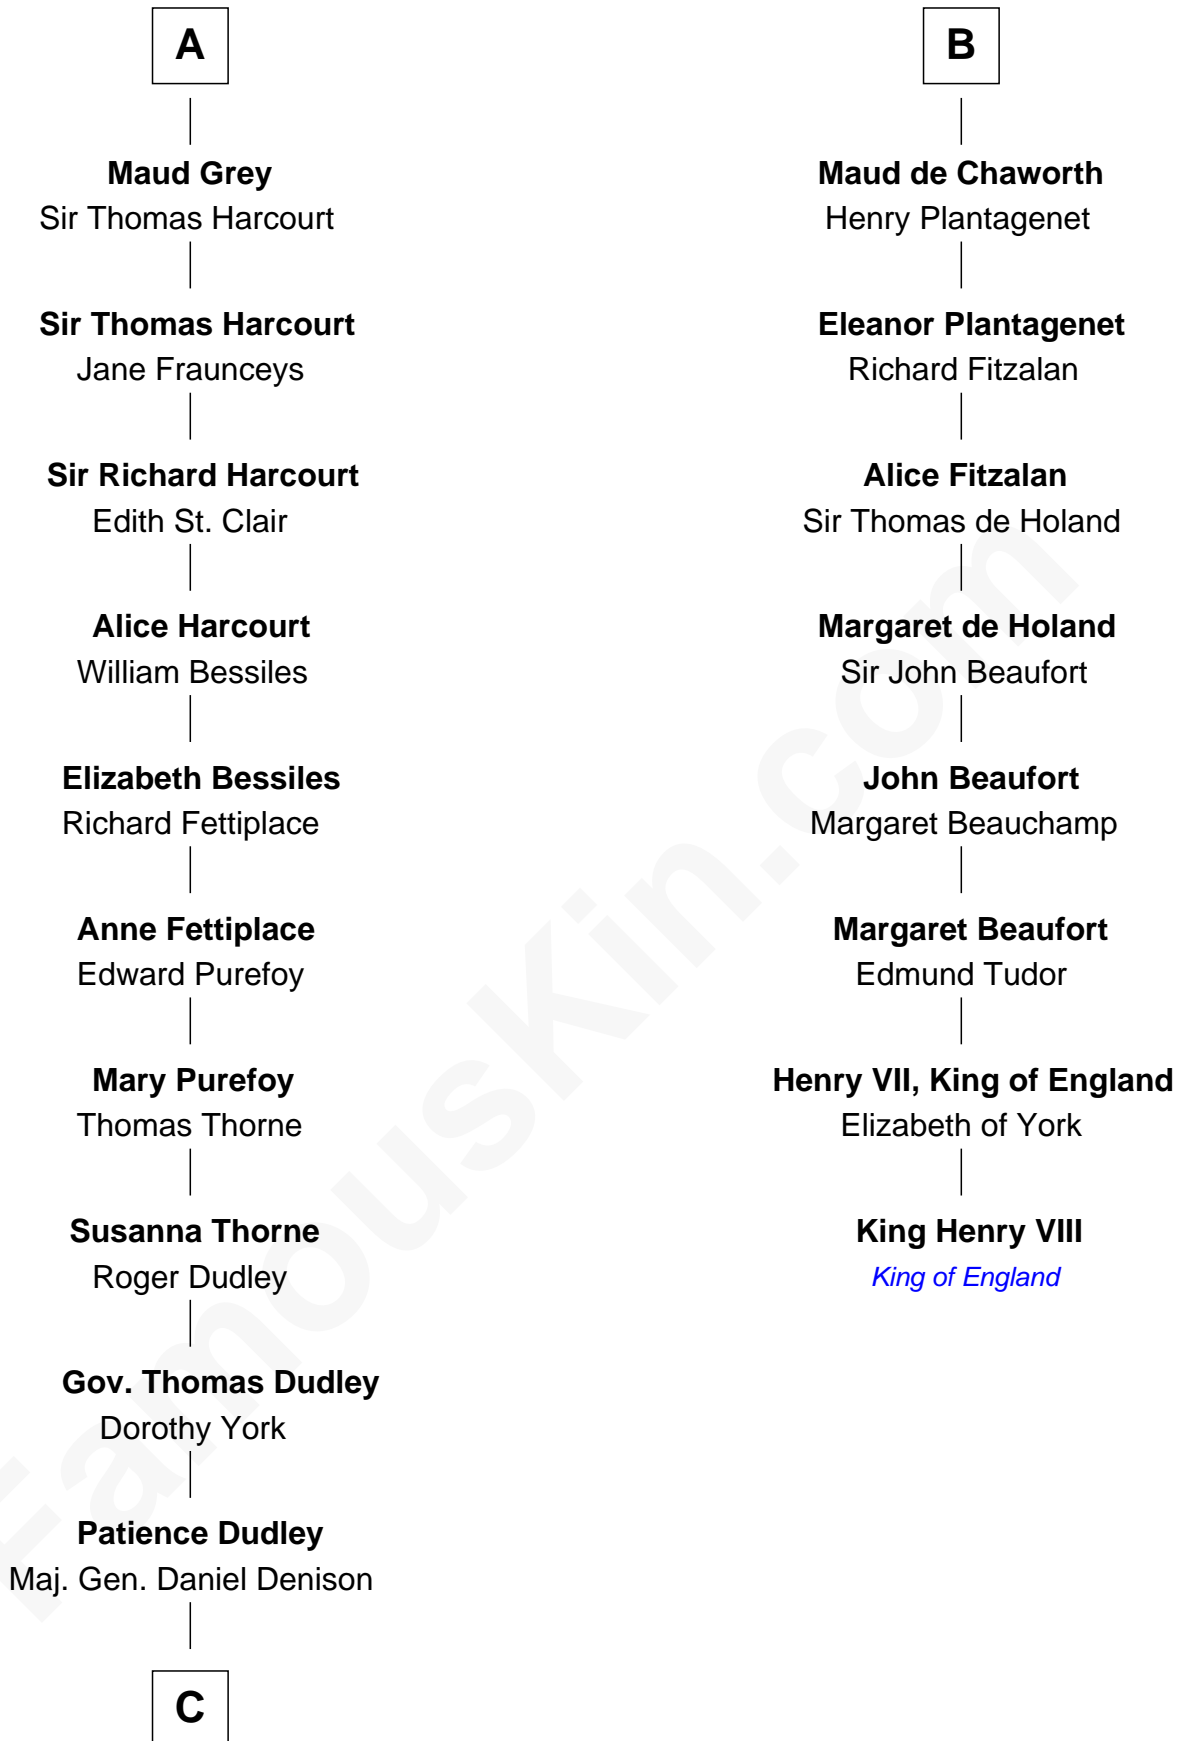 A
Maud Grey
Sir Thomas Harcourt
Sir Thomas Harcourt
Jane Fraunceys
Sir Richard Harcourt
Edith St. Clair
Alice Harcourt
William Bessiles
Elizabeth Bessiles
Richard Fettiplace
Anne Fettiplace
Edward Purefoy
Mary Purefoy
Thomas Thorne
Susanna Thorne
Roger Dudley
Gov. Thomas Dudley
Dorothy York
Patience Dudley
Maj. Gen. Daniel Denison
C
B
Maud de Chaworth
Henry Plantagenet
Eleanor Plantagenet
Richard Fitzalan
Alice Fitzalan
Sir Thomas de Holand
Margaret de Holand
Sir John Beaufort
John Beaufort
Margaret Beauchamp
Margaret Beaufort
Edmund Tudor
Henry VII, King of England
Elizabeth of York
King Henry VIII
King of England
FamousKin.com